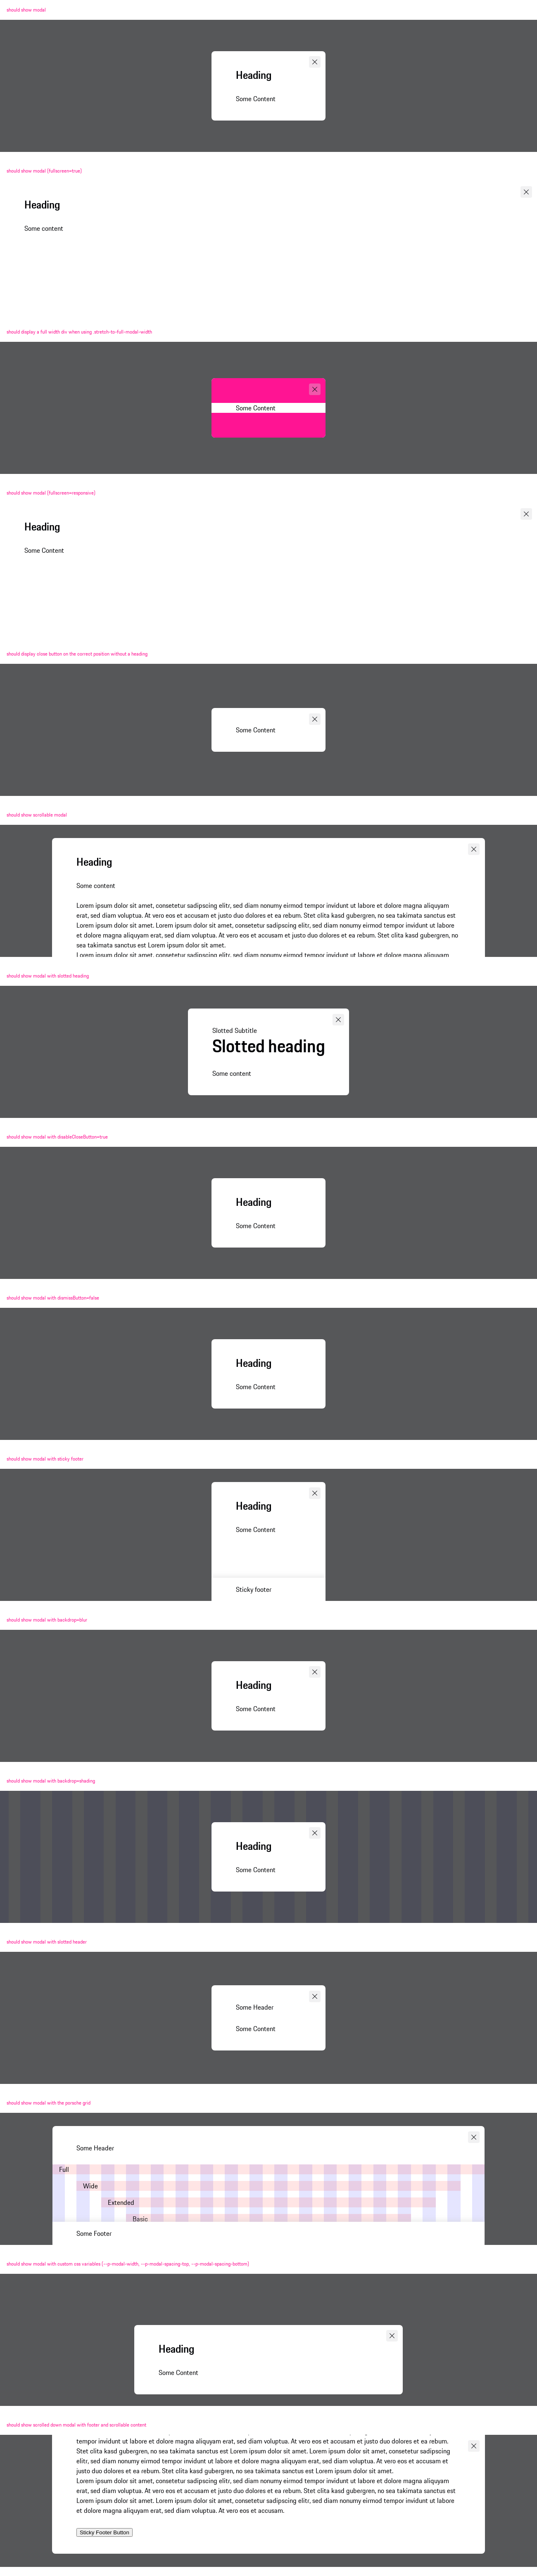 should show modal
Heading
Some Content
should show modal (fullscreen=true)
Heading
Some content
should display a full width div when using .stretch-to-full-modal-width
Some Content
should show modal (fullscreen=responsive)
Heading
Some Content
should display close button on the correct position without a heading
Some Content
should show scrollable modal
Heading
Some content
Lorem ipsum dolor sit amet, consetetur sadipscing elitr, sed diam nonumy eirmod tempor invidunt ut labore et dolore magna aliquyam
erat, sed diam voluptua. At vero eos et accusam et justo duo dolores et ea rebum. Stet clita kasd gubergren, no sea takimata sanctus est
Lorem ipsum dolor sit amet. Lorem ipsum dolor sit amet, consetetur sadipscing elitr, sed diam nonumy eirmod tempor invidunt ut labore
et dolore magna aliquyam erat, sed diam voluptua. At vero eos et accusam et justo duo dolores et ea rebum. Stet clita kasd gubergren, no
sea takimata sanctus est Lorem ipsum dolor sit amet.
Lorem ipsum dolor sit amet, consetetur sadipscing elitr, sed diam nonumy eirmod tempor invidunt ut labore et dolore magna aliquyam
should show modal with slotted heading
Slotted Subtitle
Slotted heading
Some content
should show modal with disableCloseButton=true
Heading
Some Content
should show modal with dismissButton=false
Heading
Some Content
should show modal with sticky footer
Heading
Some Content
Sticky footer
should show modal with backdrop=blur
Heading
Some Content
should show modal with backdrop=shading
Heading
Some Content
should show modal with slotted header
Some Header
Some Content
should show modal with the porsche grid
Some Header
Full
Wide
Extended
Basic
Some Footer
should show modal with custom css variables (--p-modal-width, --p-modal-spacing-top, --p-modal-spacing-bottom)
Heading
Some Content
should show scrolled down modal with footer and scrollable content
tempor invidunt ut labore et dolore magna aliquyam erat, sed diam voluptua. At vero eos et accusam et justo duo dolores et ea rebum.
Stet clita kasd gubergren, no sea takimata sanctus est Lorem ipsum dolor sit amet. Lorem ipsum dolor sit amet, consetetur sadipscing
elitr, sed diam nonumy eirmod tempor invidunt ut labore et dolore magna aliquyam erat, sed diam voluptua. At vero eos et accusam et
justo duo dolores et ea rebum. Stet clita kasd gubergren, no sea takimata sanctus est Lorem ipsum dolor sit amet.
Lorem ipsum dolor sit amet, consetetur sadipscing elitr, sed diam nonumy eirmod tempor invidunt ut labore et dolore magna aliquyam
erat, sed diam voluptua. At vero eos et accusam et justo duo dolores et ea rebum. Stet clita kasd gubergren, no sea takimata sanctus est
Lorem ipsum dolor sit amet. Lorem ipsum dolor sit amet, consetetur sadipscing elitr, sed diam nonumy eirmod tempor invidunt ut labore
et dolore magna aliquyam erat, sed diam voluptua. At vero eos et accusam.
Sticky Footer Button